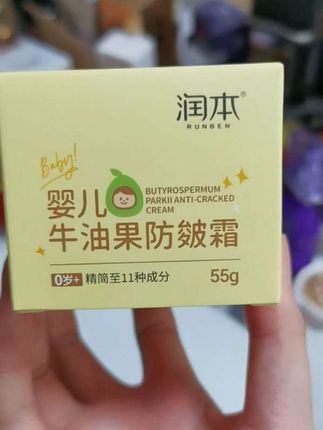 润本®
RUNBEN
Baby!
婴儿
BUTYROSPERMUM
PARKII ANTI-CRACKED
CREAM
牛油果防皴霜
0岁+ 精简至11种成分
55g